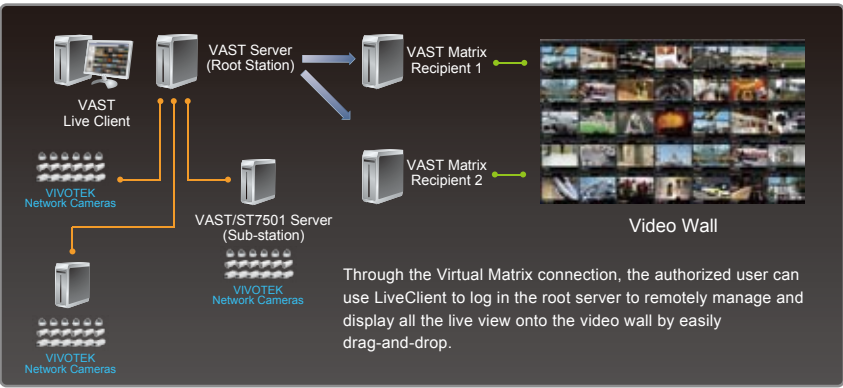 VAST Server
(Root Station)
VAST Matrix
Recipient 1
VAST
Live Client
VIVOTEK
Network Cameras
VAST Matrix
Recipient 2
VAST/ST7501 Server
(Sub-station)
Video Wall
VIVOTEK
Network Cameras
VIVOTEK
Network Cameras
Through the Virtual Matrix connection, the authorized user can
use LiveClient to log in the root server to remotely manage and
display all the live view onto the video wall by easily
drag-and-drop.